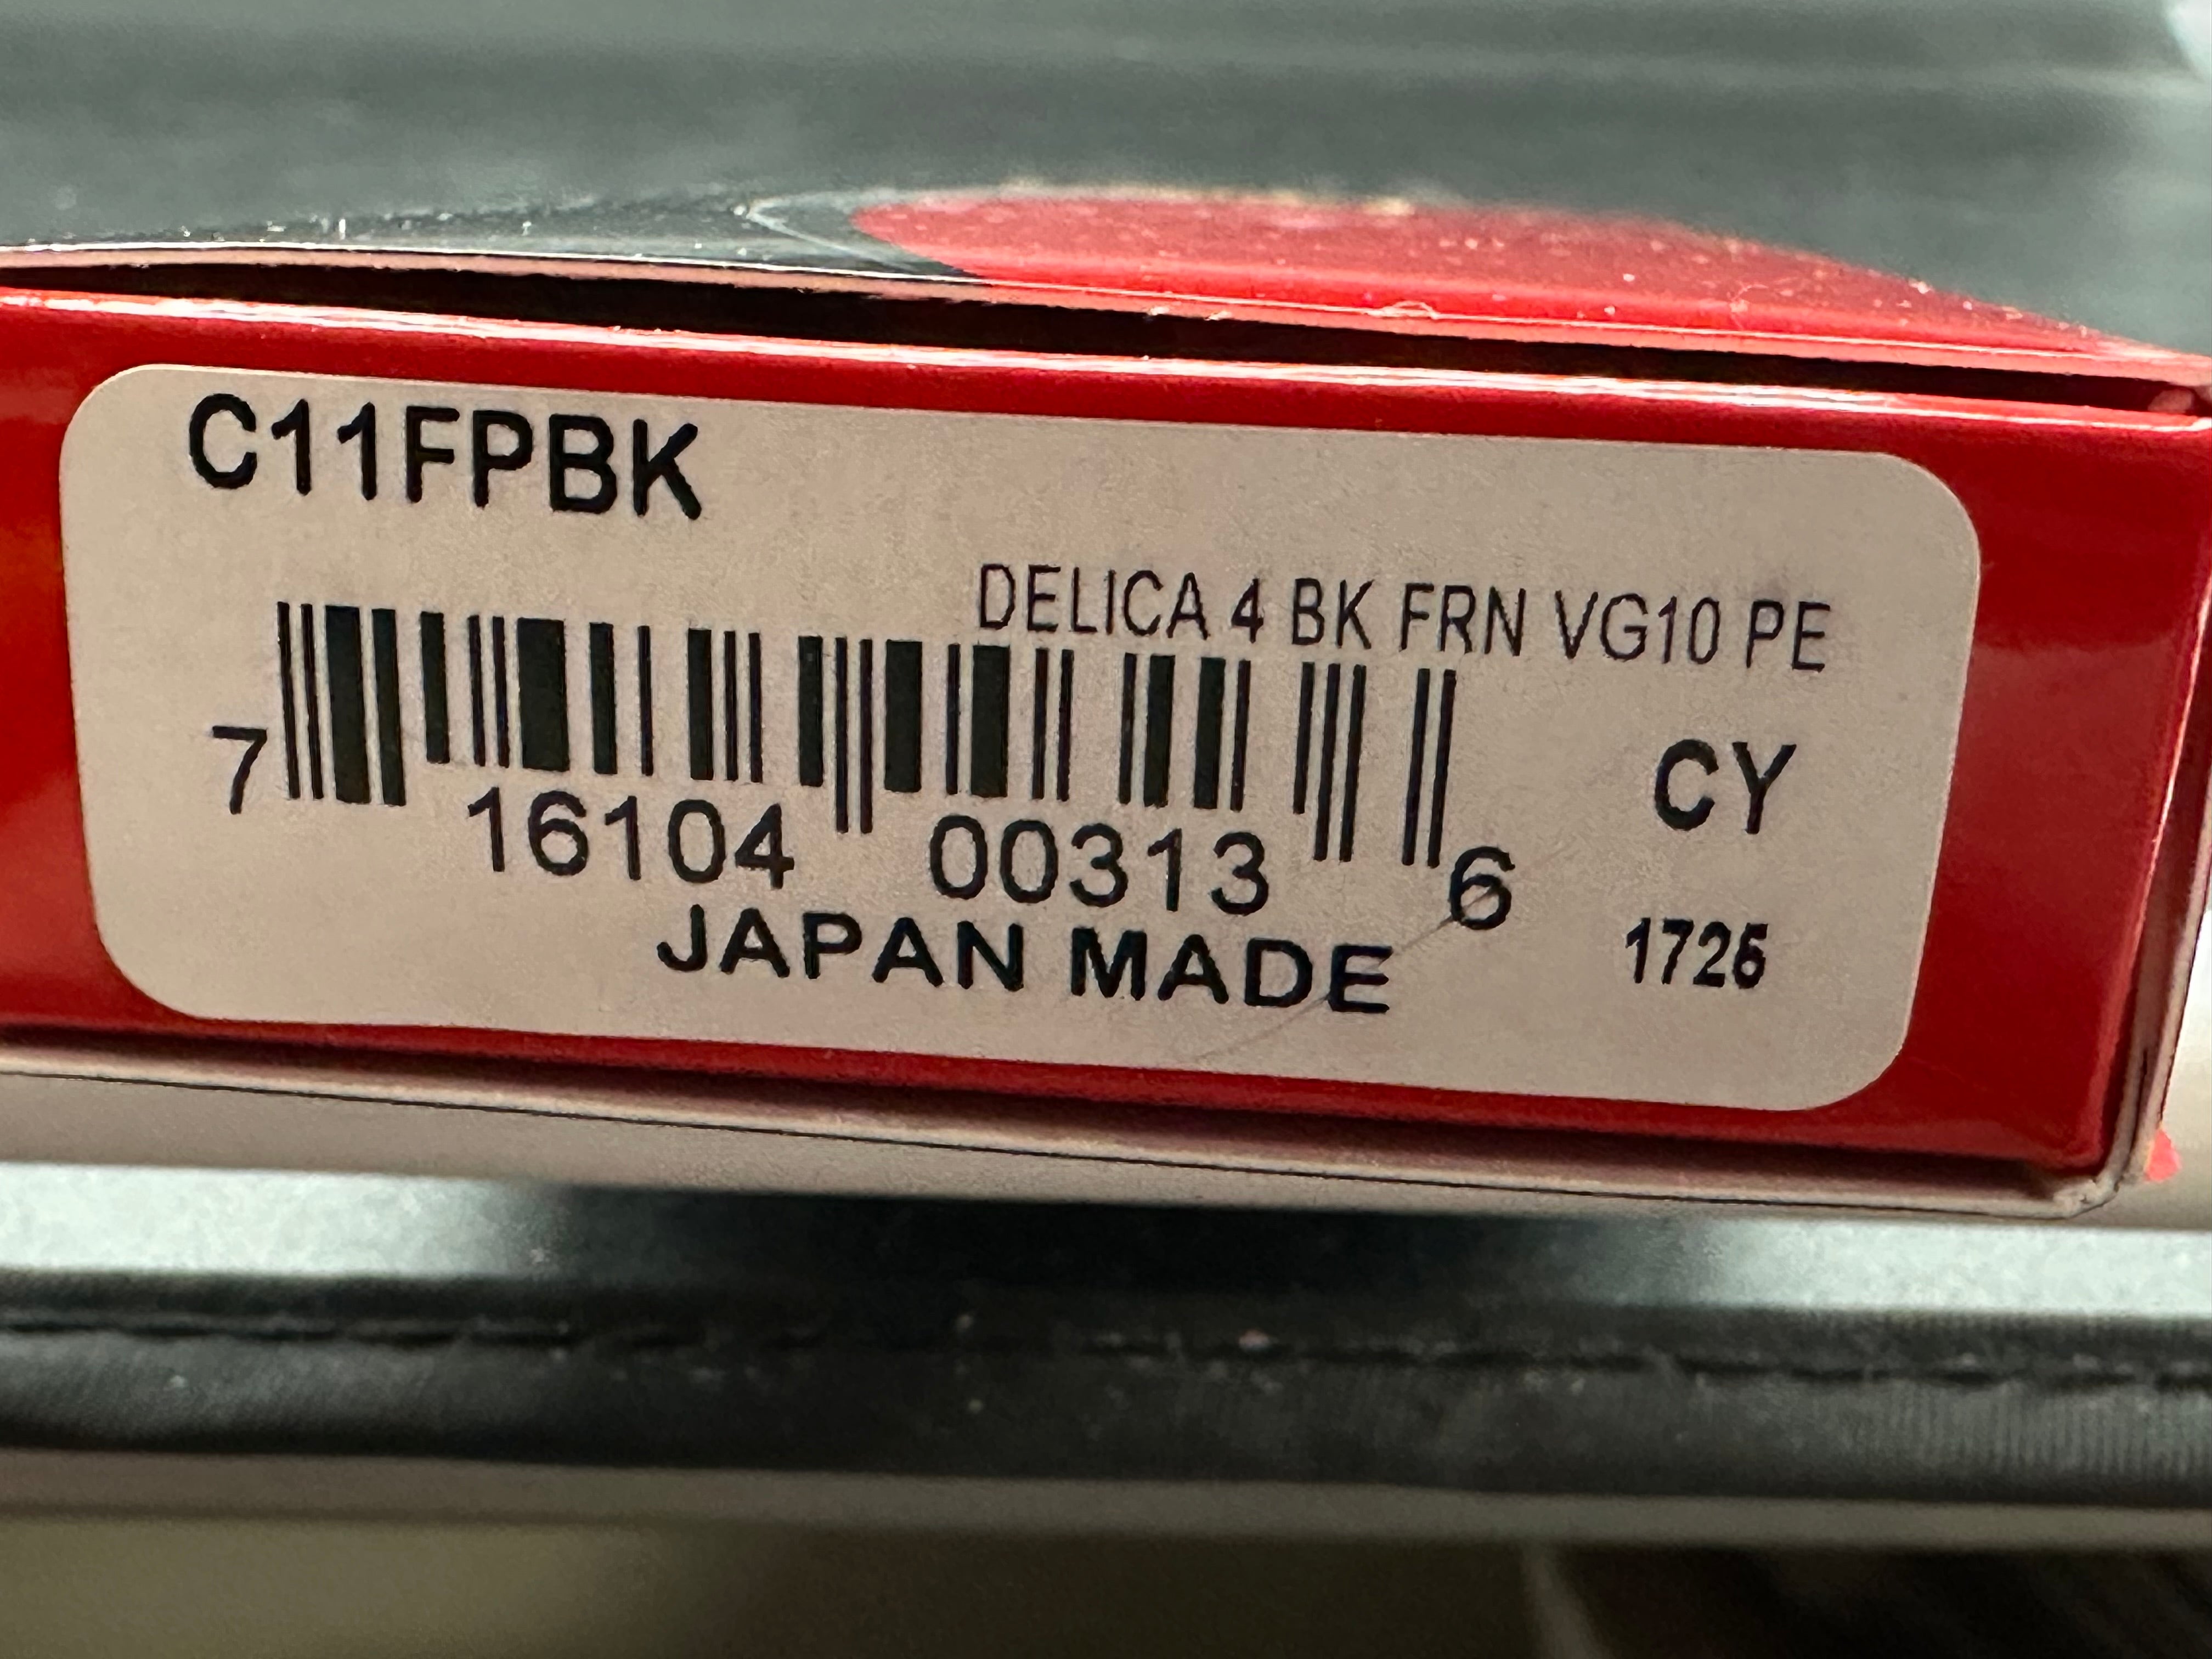 C11FPBK
DELICA 4 BK FRN VG10 PE
7 16104 00313 6
CY
JAPAN MADE
1725